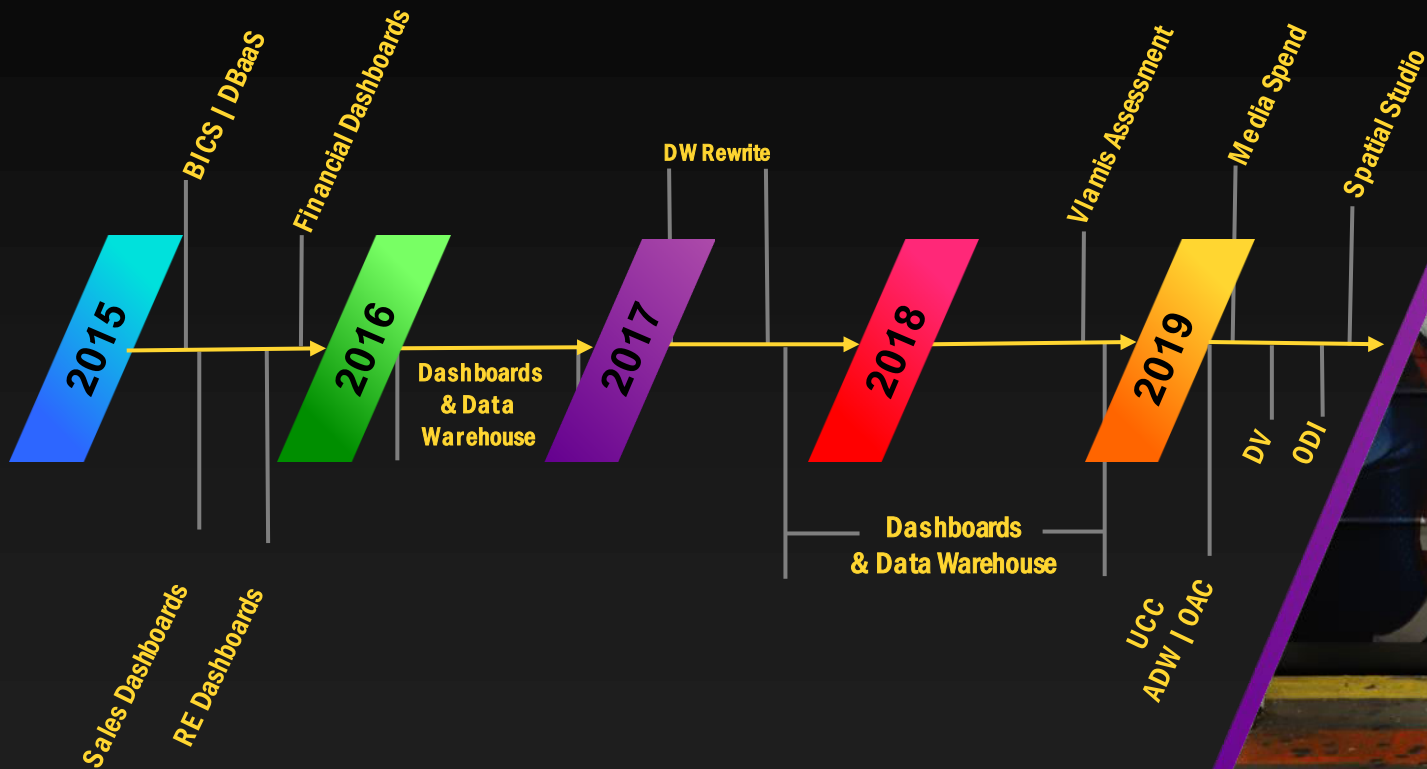 BICS | DBaaS
Financial Dashboards
DW Rewrite
Vlamis Assessment
Media Spend
Spatial Studio
2015
2016
2017
2018
2019
Dashboards
& Data
Warehouse
DV
ODI
Dashboards
& Data Warehouse
UCC
ADW | OAC
Sales Dashboards
RE Dashboards